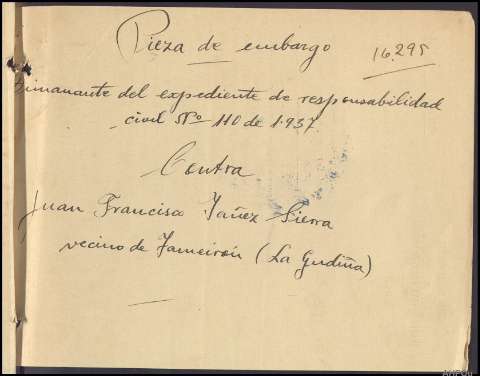 Pieza de embargo
16.295
Dimanante del expediente de responsabilidad
civil Nº 110 de 1.937.
Contra
Juan Francisco Yañez Sierra
vecino de Tameirón (La Gudiña)